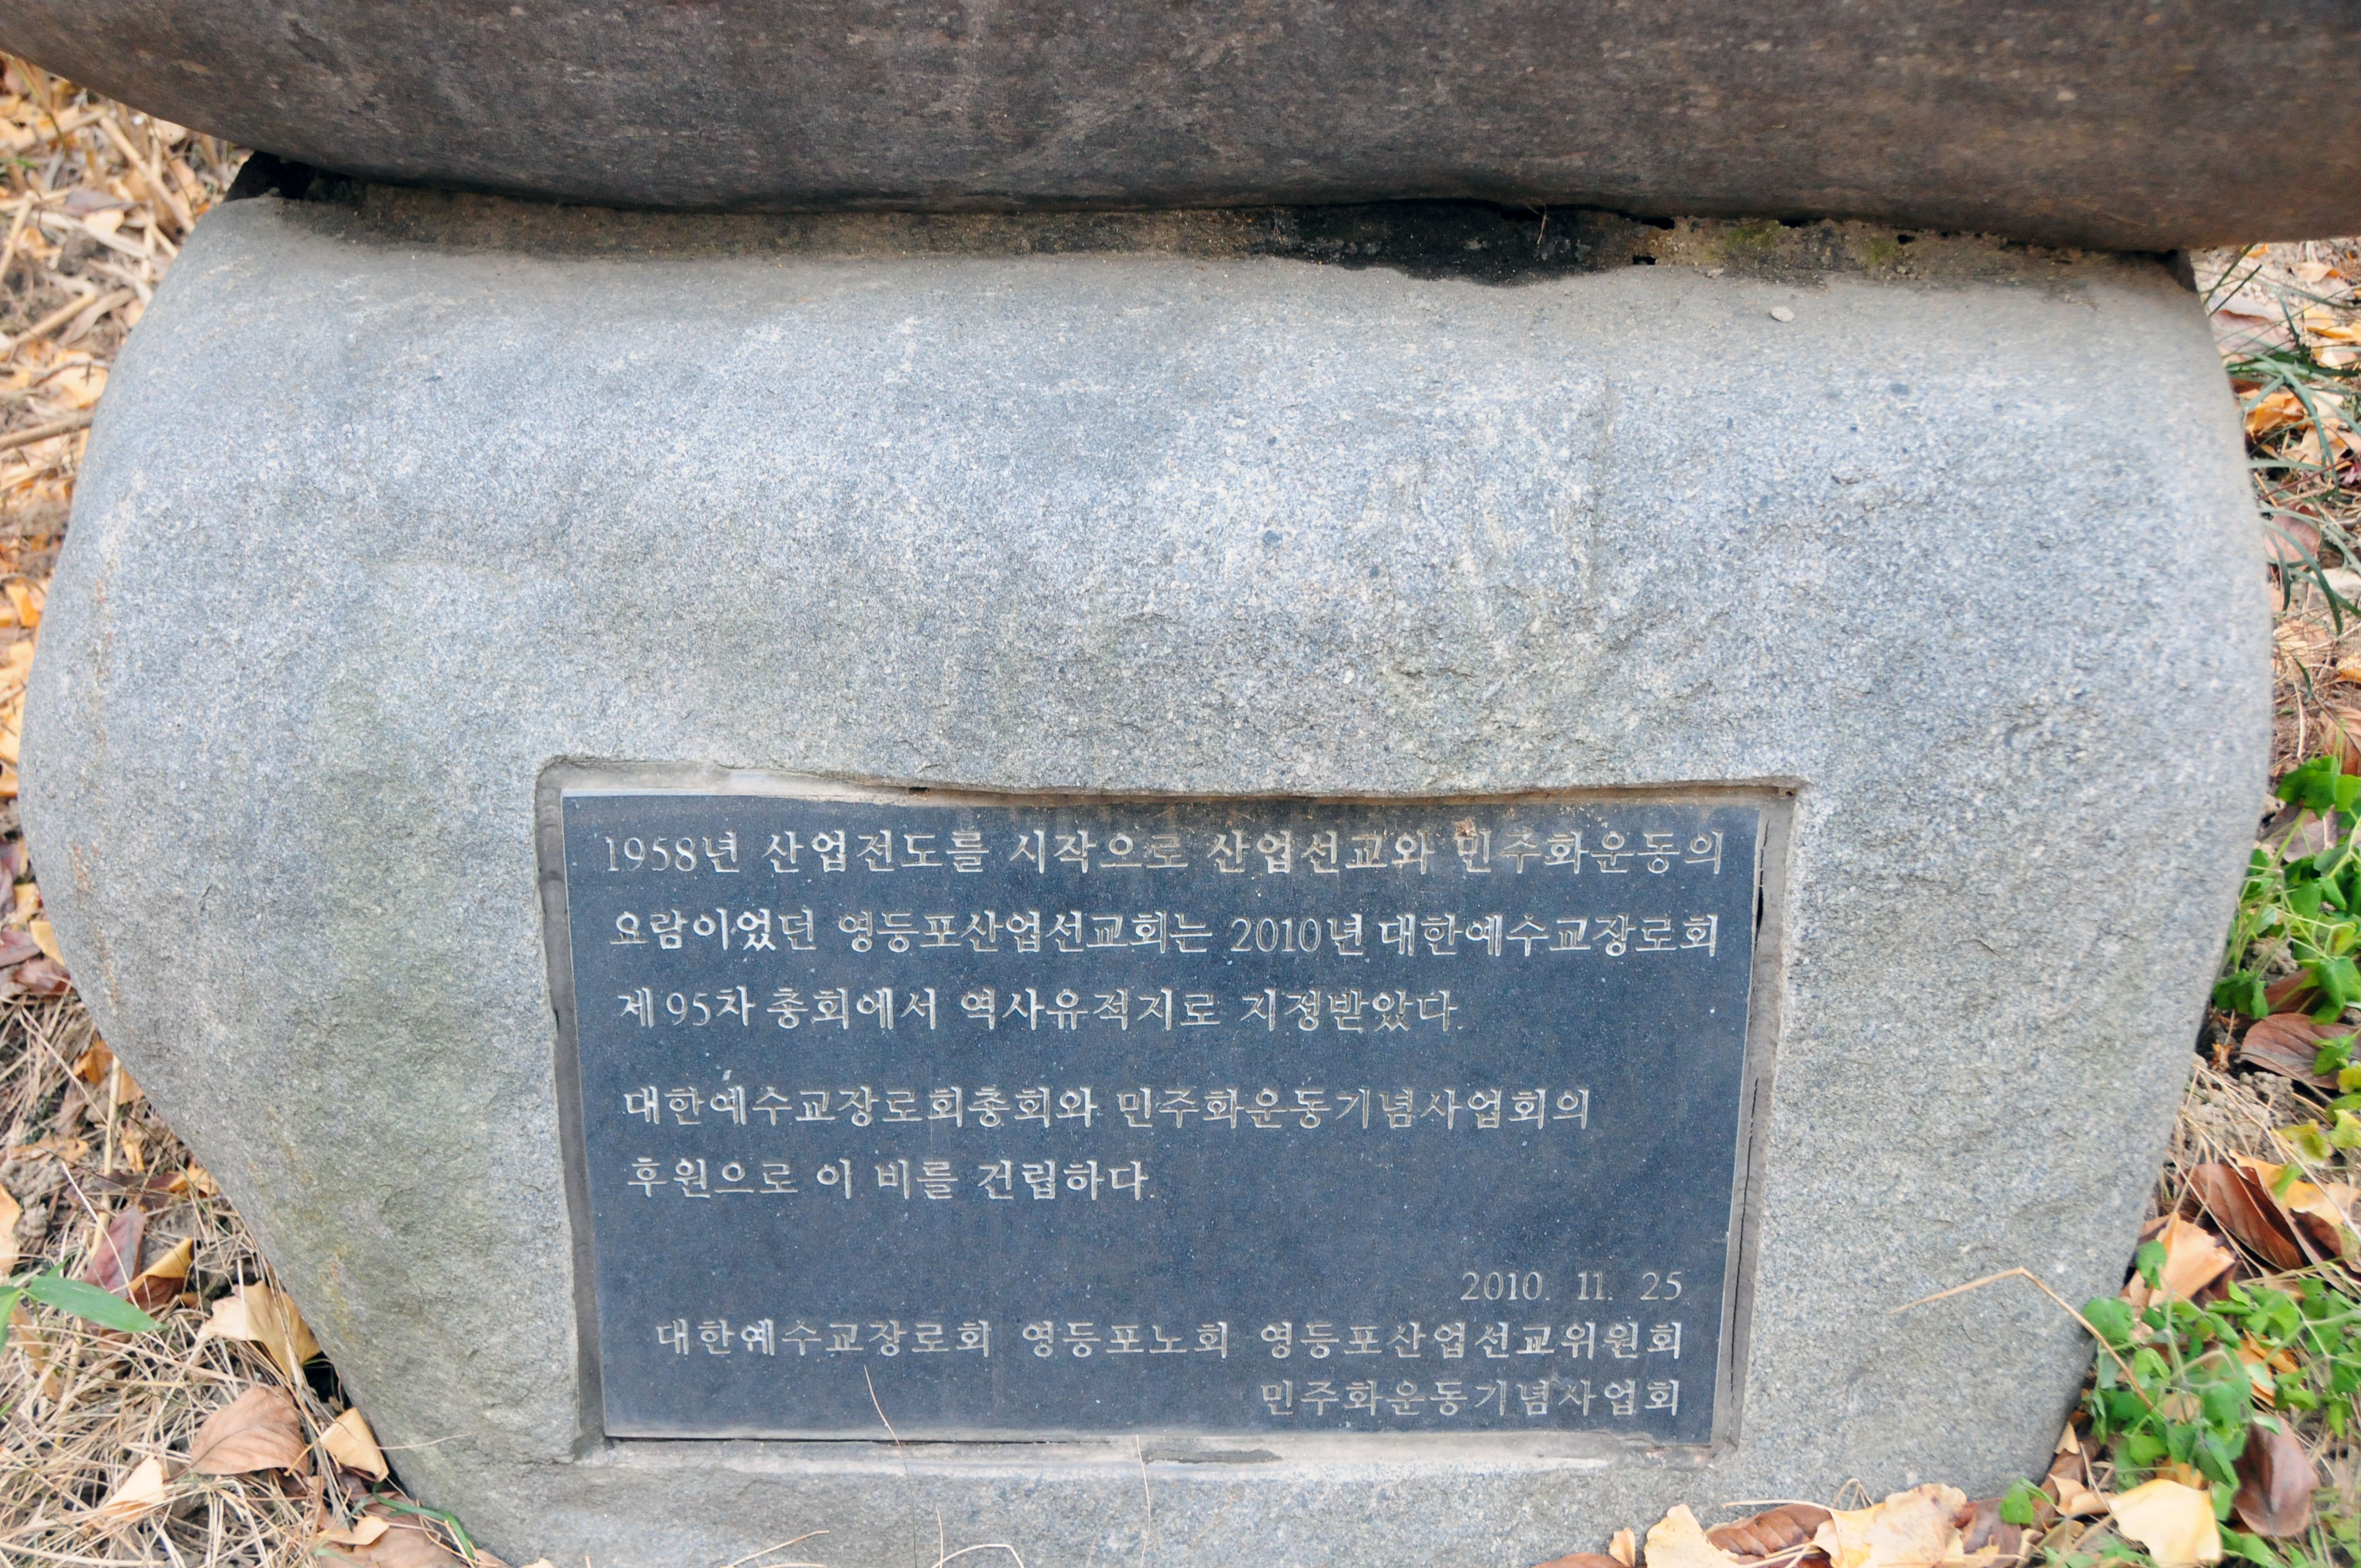 1958년 산업전도를 시작으로 산업선교와 민주화운동의
요람이었던 영등포산업선교회는 2010년 대한예수교장로회
제95차 총회에서 역사유적지로 지정받았다.
대한예수교장로회총회와 민주화운동기념사업회의
후원으로 이 비를 건립하다.
2010. 11. 25
대한예수교장로회 영등포노회 영등포산업선교위원회
민주화운동기념사업회